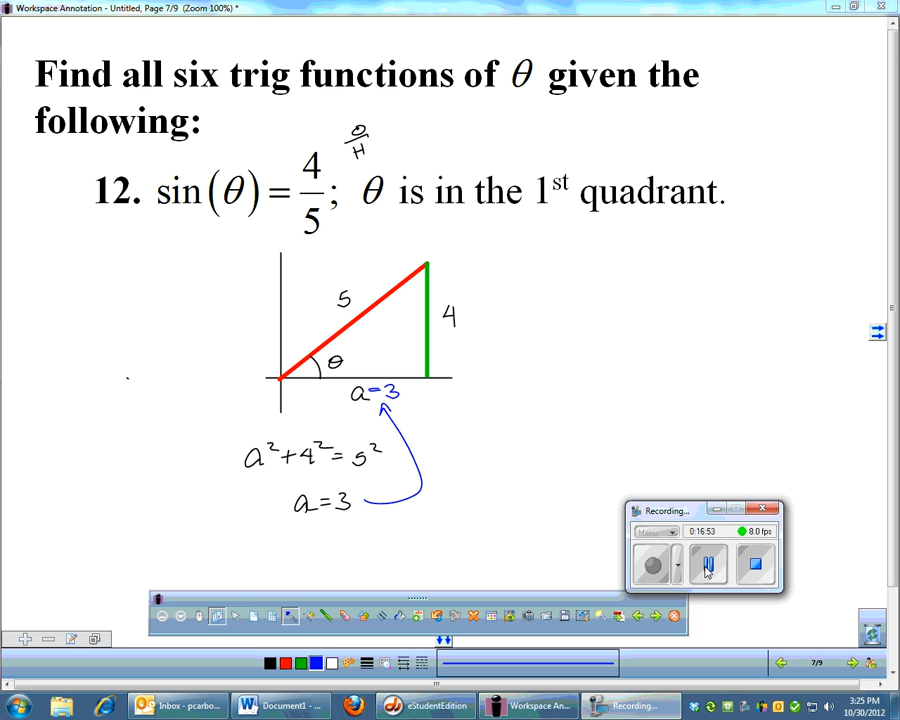 Workspace Annotation - Untitled, Page 7/9 (Zoom 100%) *
Find all six trig functions of θ given the
following:
O
H
12. sin(θ) = 4/5; θ is in the 1st quadrant.
5
4
θ
a=3
a²+4²=5²
a=3
Recording...
0:16:53
8.0 fps
7/9
Inbox - pcarbo...
Document1 - ...
eStudentEdition
Workspace An...
Recording...
3:25 PM
10/30/2012